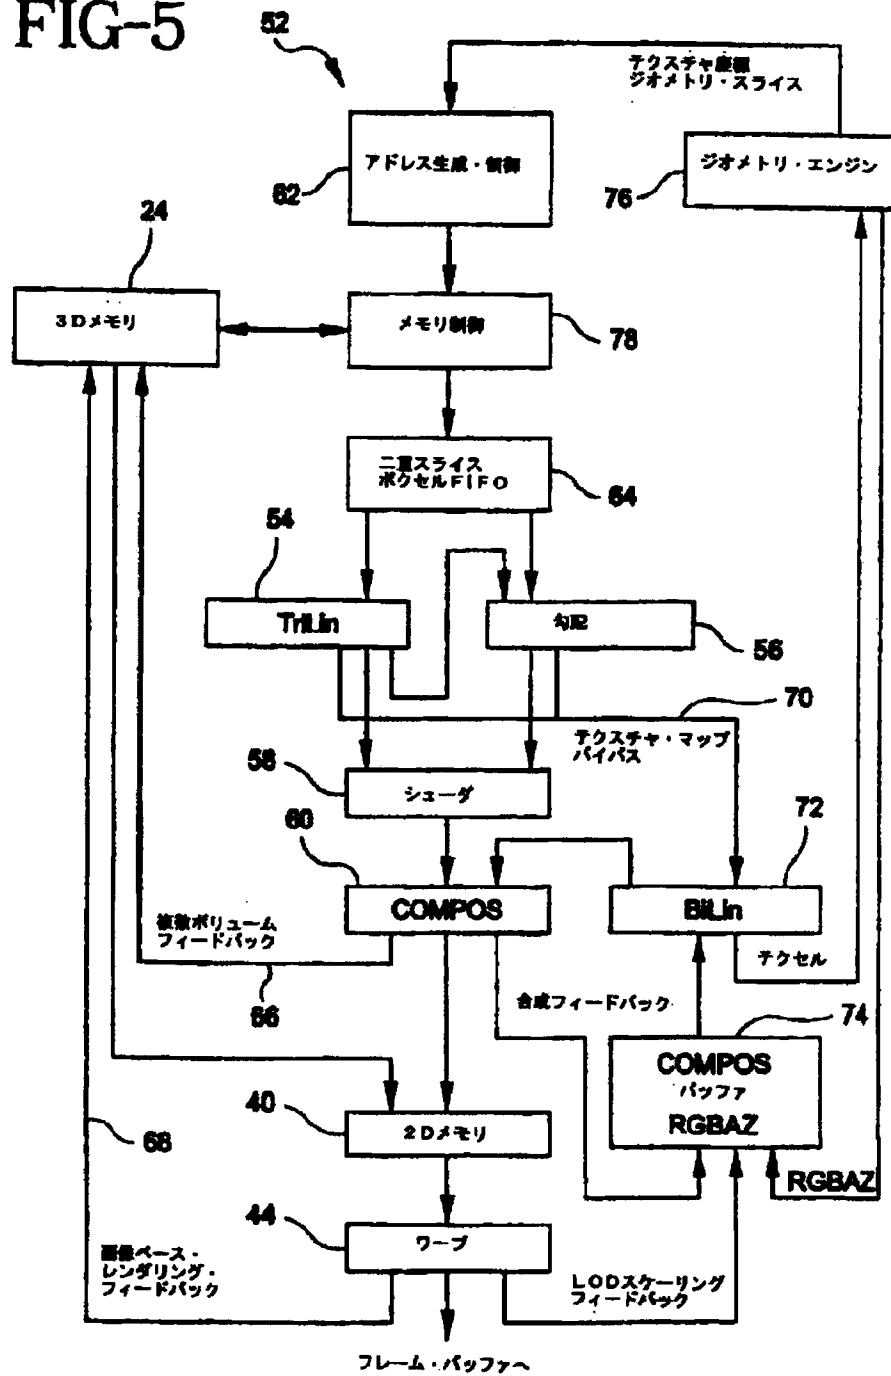 FIG-5
52
テクスチャ座標
ジオメトリ・スライス
アドレス生成・制御
62
ジオメトリ・エンジン
76
24
3Dメモリ
メモリ制御
78
二重スライス
ボクセルFIFO
64
54
TriLin
勾配
56
70
テクスチャ・マップ
バイパス
58
シェーダ
60
72
COMPOS
BiLin
複数ボリューム
フィードバック
テクセル
66
合成フィードバック
74
COMPOS
バッファ
RGBAZ
40
2Dメモリ
68
RGBAZ
44
ワープ
画像ベース・
レンダリング・
フィードバック
LODスケーリング
フィードバック
フレーム・バッファへ